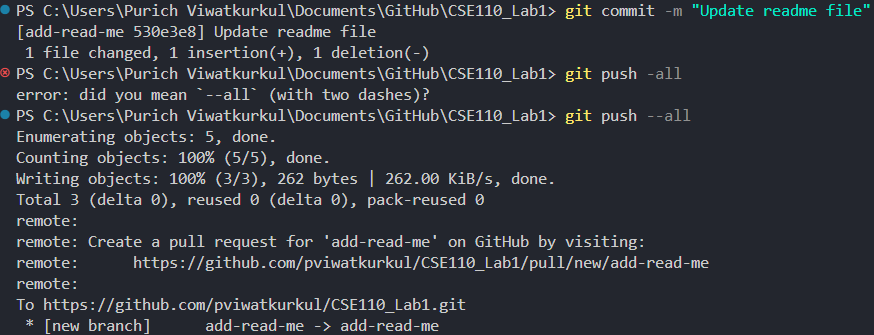 PS C:\Users\Purich Viwatkurkul\Documents\GitHub\CSE110_Lab1> git commit -m "Update readme file"
[add-read-me 530e3e8] Update readme file
 1 file changed, 1 insertion(+), 1 deletion(-)
PS C:\Users\Purich Viwatkurkul\Documents\GitHub\CSE110_Lab1> git push -all
error: did you mean `--all` (with two dashes)?
PS C:\Users\Purich Viwatkurkul\Documents\GitHub\CSE110_Lab1> git push --all
Enumerating objects: 5, done.
Counting objects: 100% (5/5), done.
Writing objects: 100% (3/3), 262 bytes | 262.00 KiB/s, done.
Total 3 (delta 0), reused 0 (delta 0), pack-reused 0
remote:
remote: Create a pull request for 'add-read-me' on GitHub by visiting:
remote:      https://github.com/pviwatkurkul/CSE110_Lab1/pull/new/add-read-me
remote:
To https://github.com/pviwatkurkul/CSE110_Lab1.git
 * [new branch]      add-read-me -> add-read-me